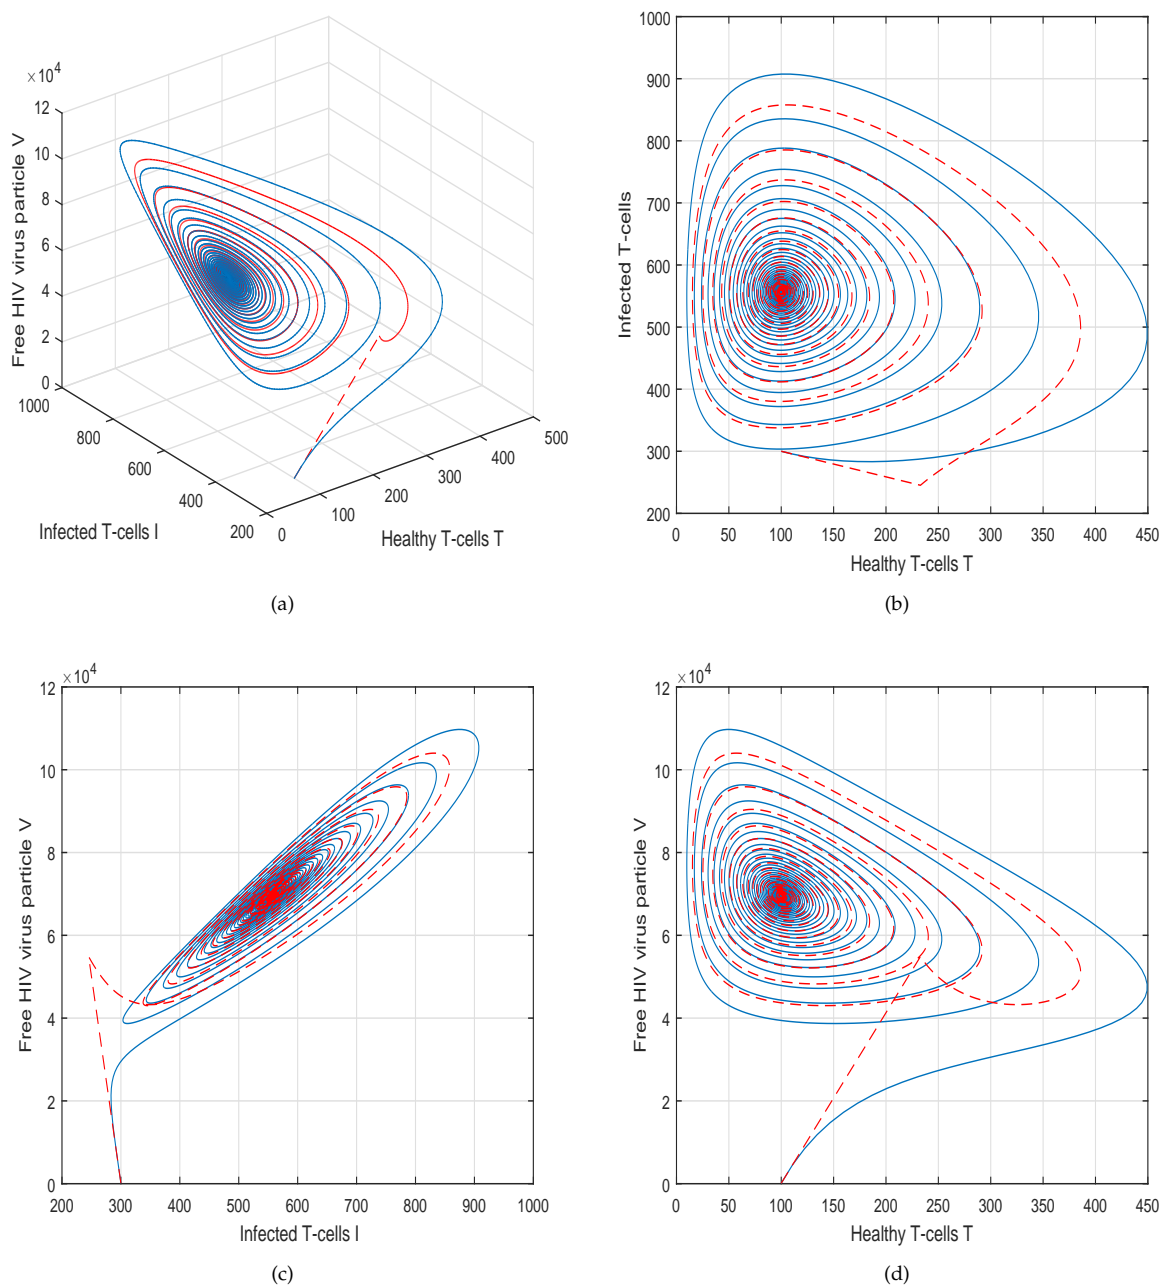 ×10⁴
12
10
8
6
4
2
0
Free HIV virus particle V
1000
800
600
400
200
Infected T-cells I
0
100
200
300
400
500
Healthy T-cells T
(a)
1000
900
800
700
600
500
400
300
200
Infected T-cells
0 50 100 150 200 250 300 350 400 450
Healthy T-cells T
(b)
×10⁴
12
10
8
6
4
2
0
Free HIV virus particle V
200 300 400 500 600 700 800 900 1000
Infected T-cells I
(c)
×10⁴
12
10
8
6
4
2
0
Free HIV virus particle V
0 50 100 150 200 250 300 350 400 450
Healthy T-cells T
(d)